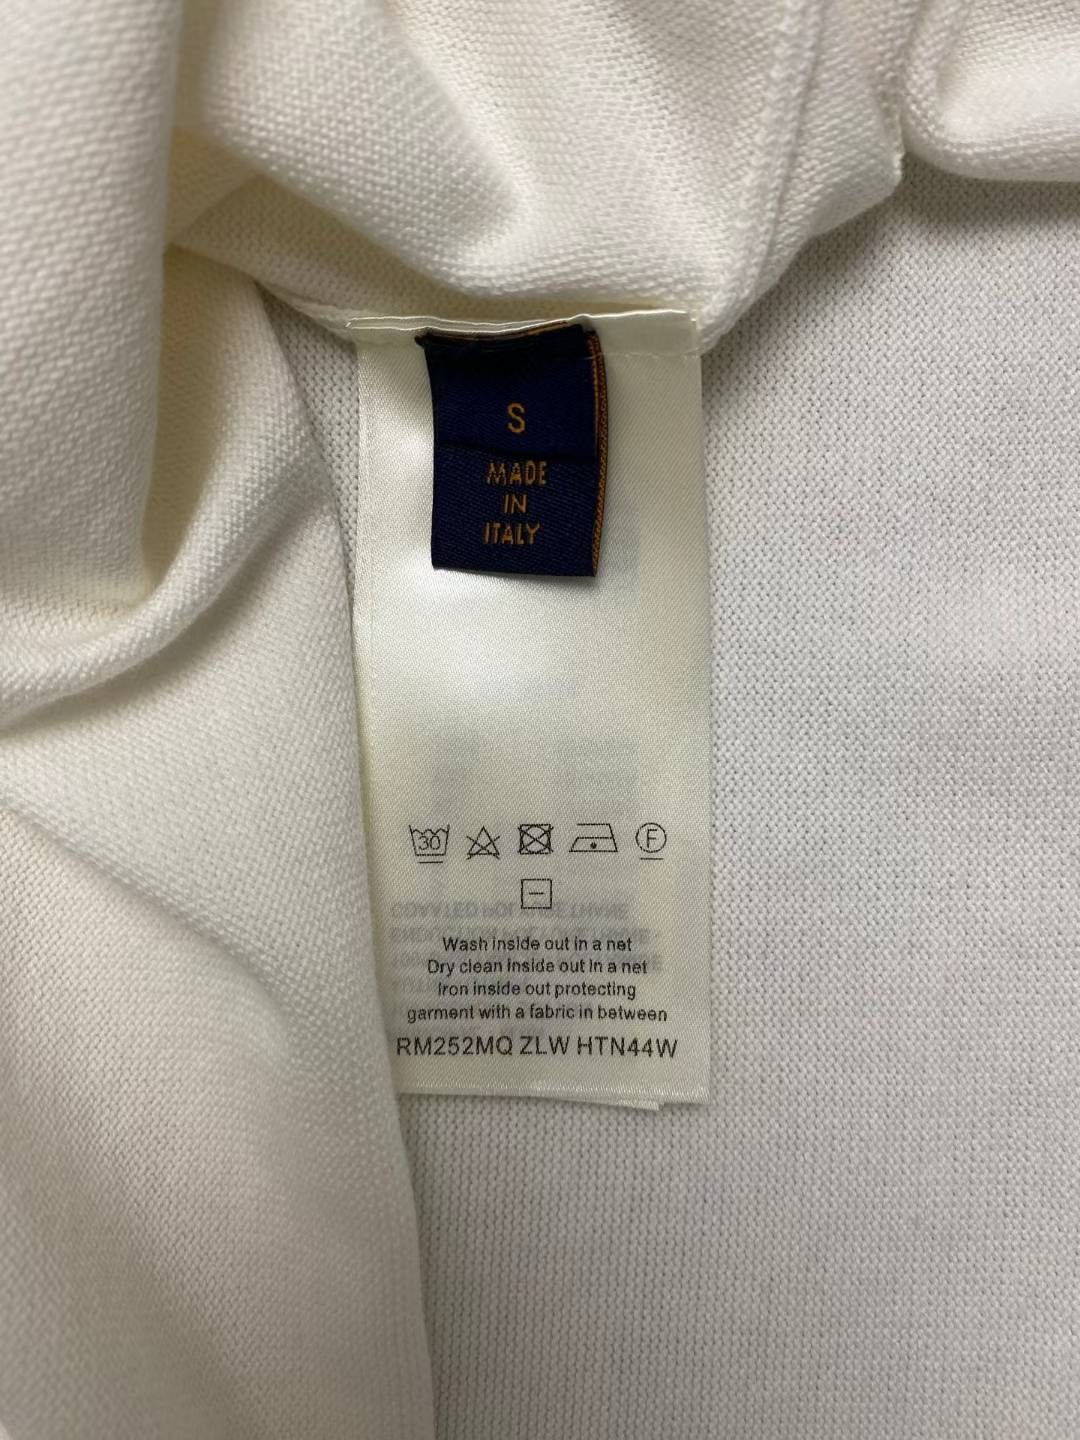 S
MADE
IN
ITALY
30
F
Wash inside out in a net
Dry clean inside out in a net
Iron inside out protecting
garment with a fabric in between
RM252MQ ZLW HTN44W